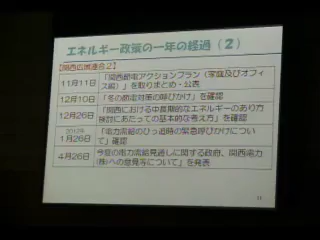 エネルギー政策の一年の経過（2）
【関西広域連合2】
11月11日 「関西節電アクションプラン（家庭及びオフィ
ス編）」を取りまとめ・公表
12月10日 「冬の節電対策の呼びかけ」を確認
12月26日 「関西における中長期的なエネルギーのあり方
検討にあたっての基本的な考え方」を確認
2012年
1月26日 「電力需給のひっ迫時の緊急呼びかけについ
て」確認
4月26日 今夏の電力需給見通しに関する政府、関西電力
(株)への意見等について」を発表